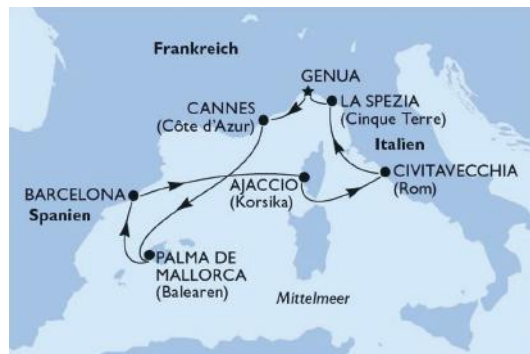 Frankreich
GENUA
CANNES
(Côte d'Azur)
LA SPEZIA
(Cinque Terre)
Italien
CIVITAVECCHIA
(Rom)
AJACCIO
(Korsika)
BARCELONA
Spanien
PALMA DE
MALLORCA
(Balearen)
Mittelmeer